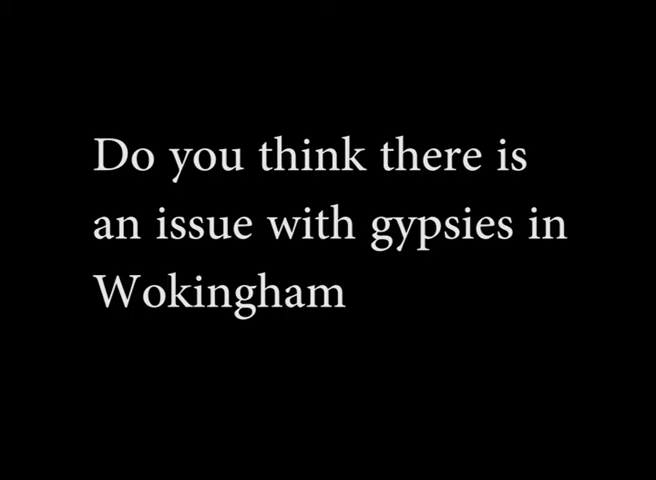 Do you think there is
an issue with gypsies in
Wokingham